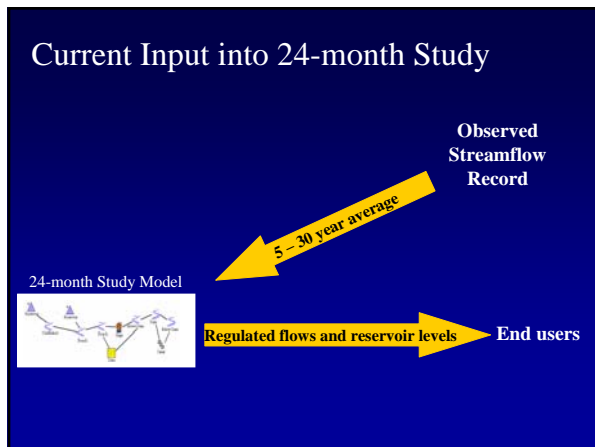 Current Input into 24-month Study
Observed
Streamflow
Record
5 – 30 year average
24-month Study Model
Regulated flows and reservoir levels
End users